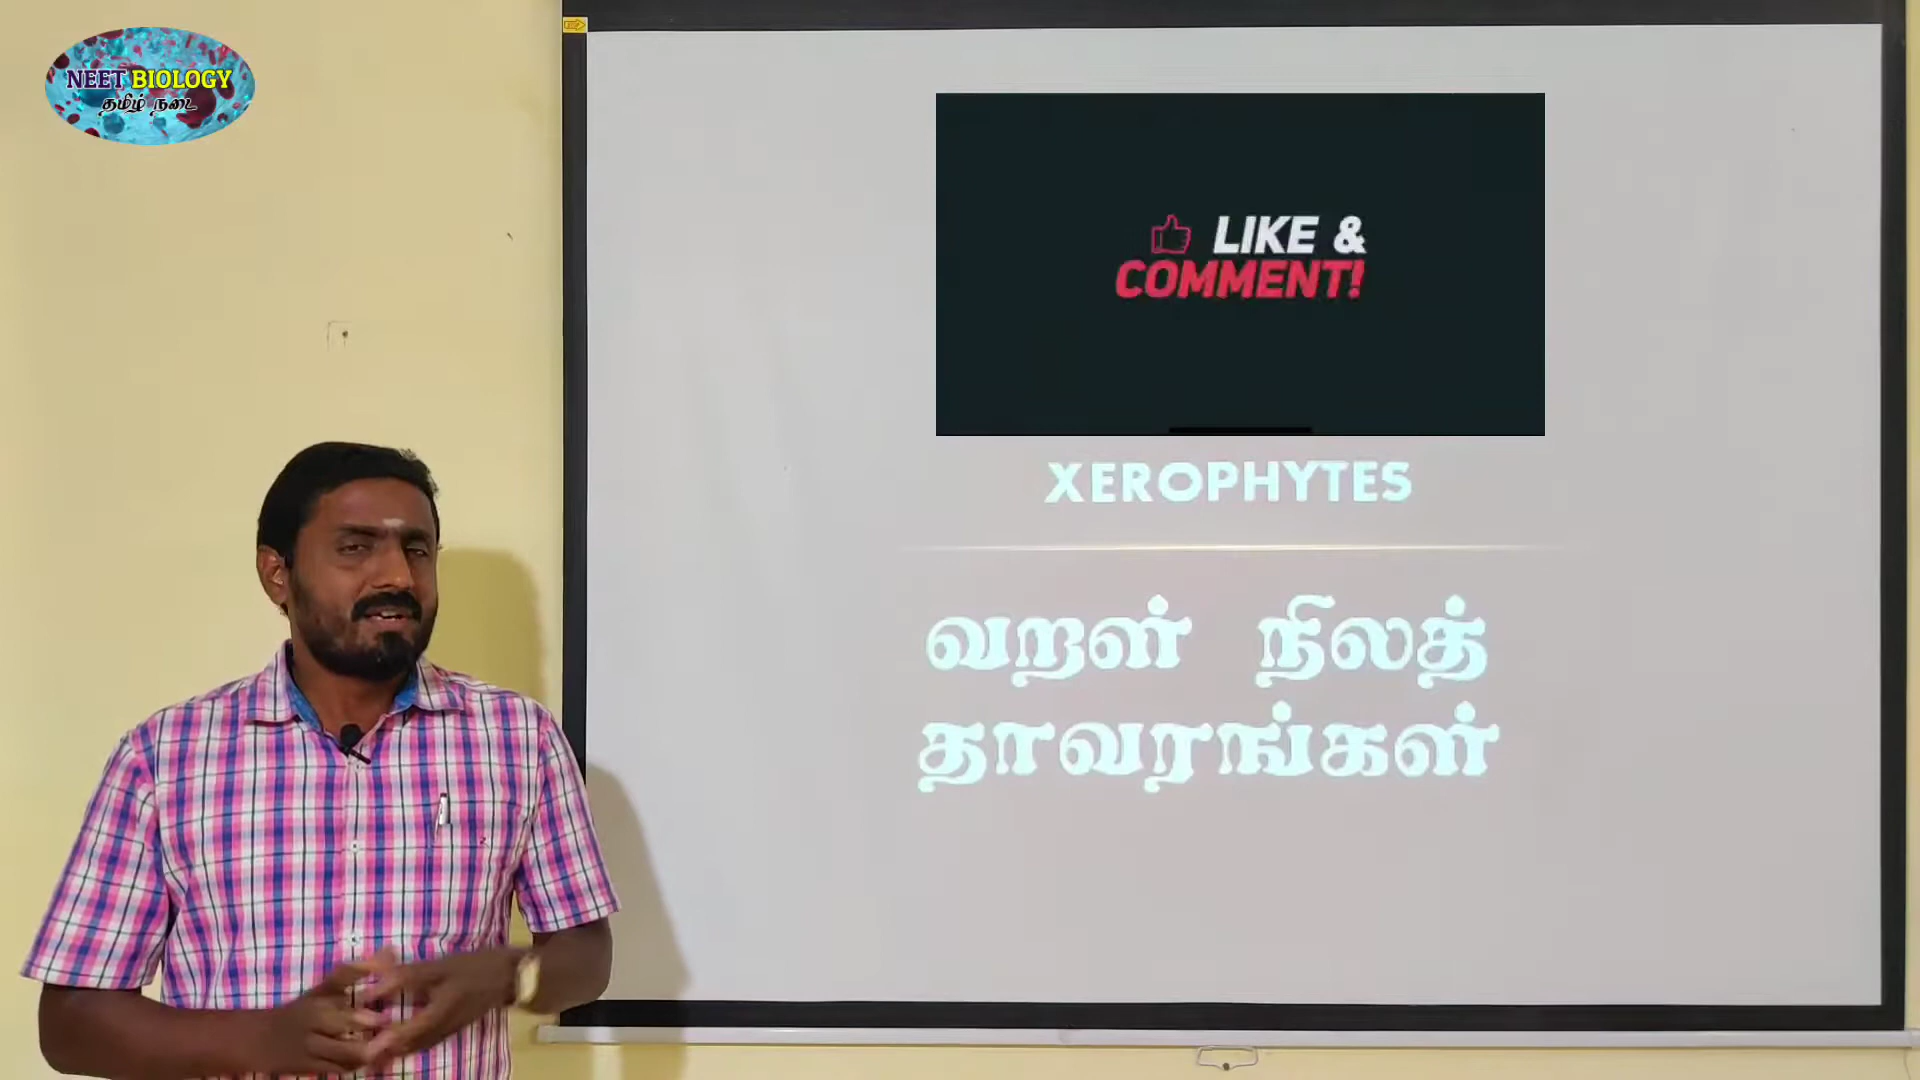 NEET BIOLOGY
தமிழ் நடை
LIKE &
COMMENT!
XEROPHYTES
வறள் நிலத்
தாவரங்கள்